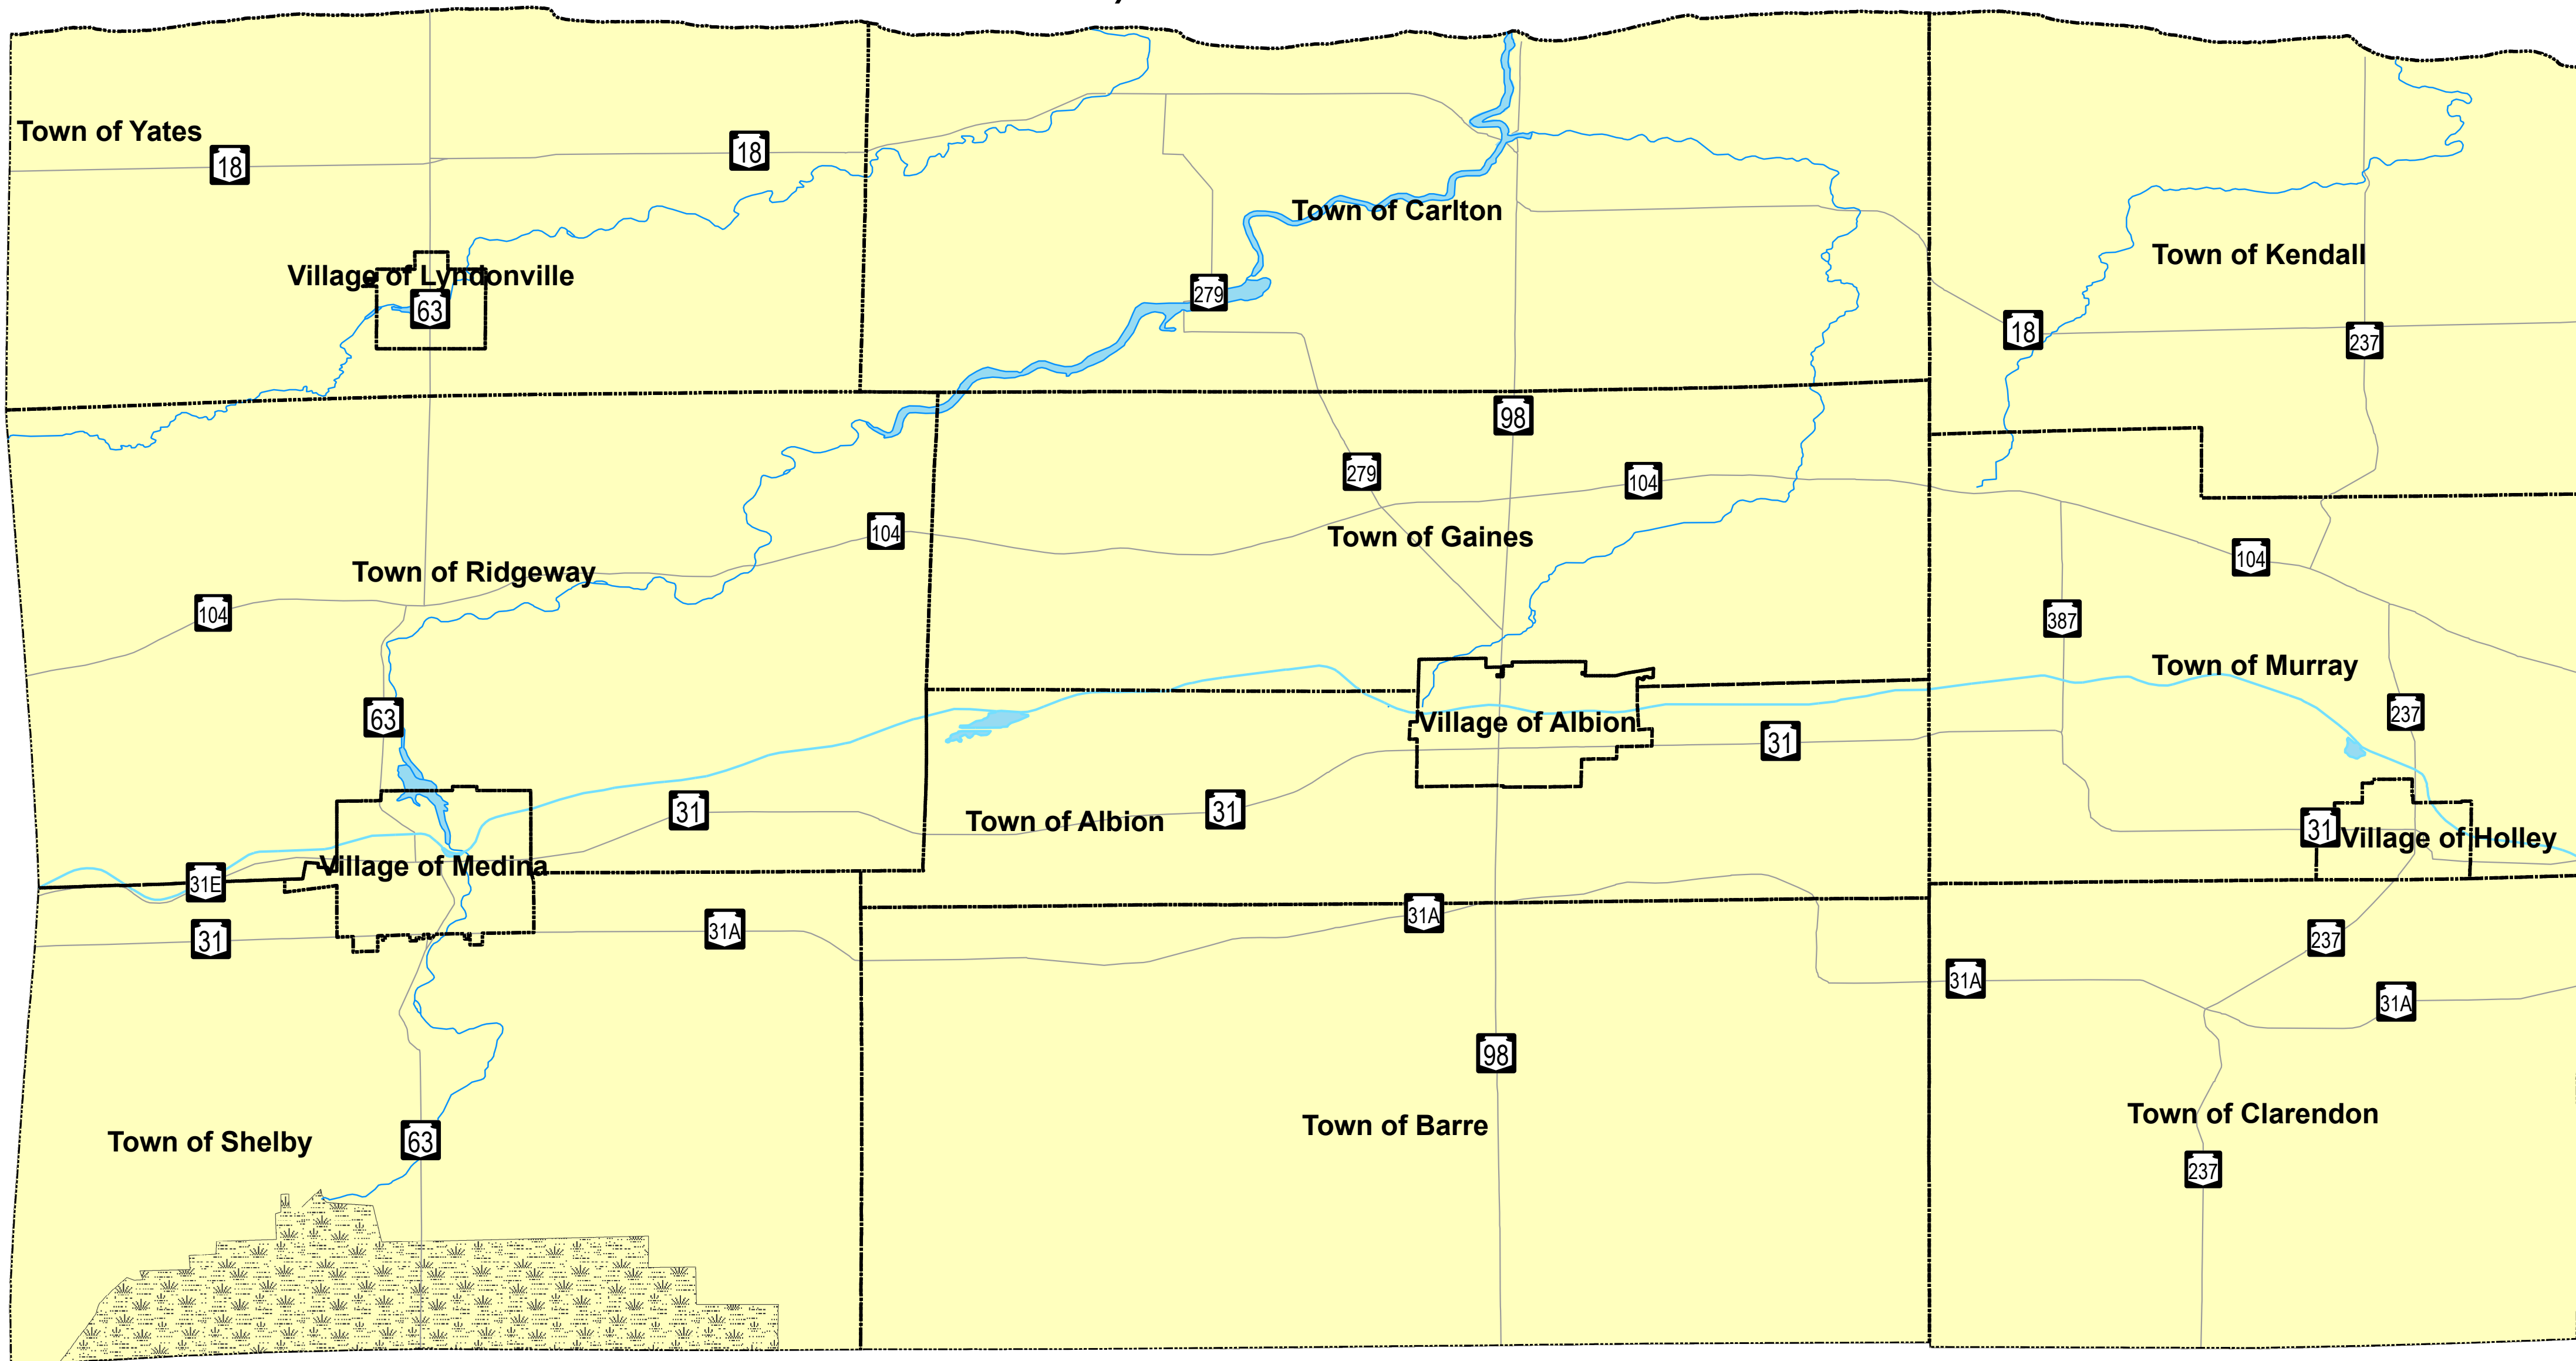 Town of Yates
18
18
Town of Carlton
Town of Kendall
Village of Lyndonville
63
279
18
237
98
279
104
104
Town of Gaines
104
Town of Ridgeway
104
387
Town of Murray
63
237
Village of Albion
31
31
Town of Albion
31
31
Village of Holley
Village of Medina
31E
31
31A
31A
237
31A
31A
98
Town of Shelby
63
Town of Barre
Town of Clarendon
237